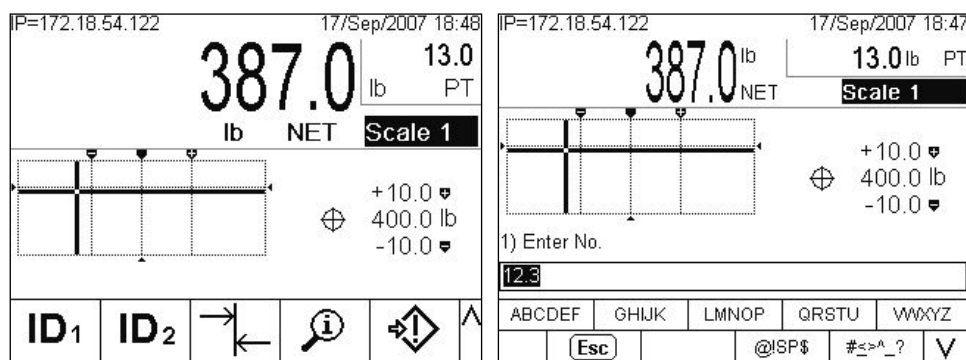 IP=172.18.54.122 17/Sep/2007 18:48
387.0 13.0
lb PT
lb NET Scale 1
+10.0
400.0 lb
-10.0
ID1 ID2
IP=172.18.54.122 17/Sep/2007 18:47
387.0 lb 13.0 lb PT
NET Scale 1
+10.0
400.0 lb
-10.0
1) Enter No.
12.3
ABCDEF GHIJK LMNOP QRSTU VWXYZ
Esc @!SP$ #<>^_?